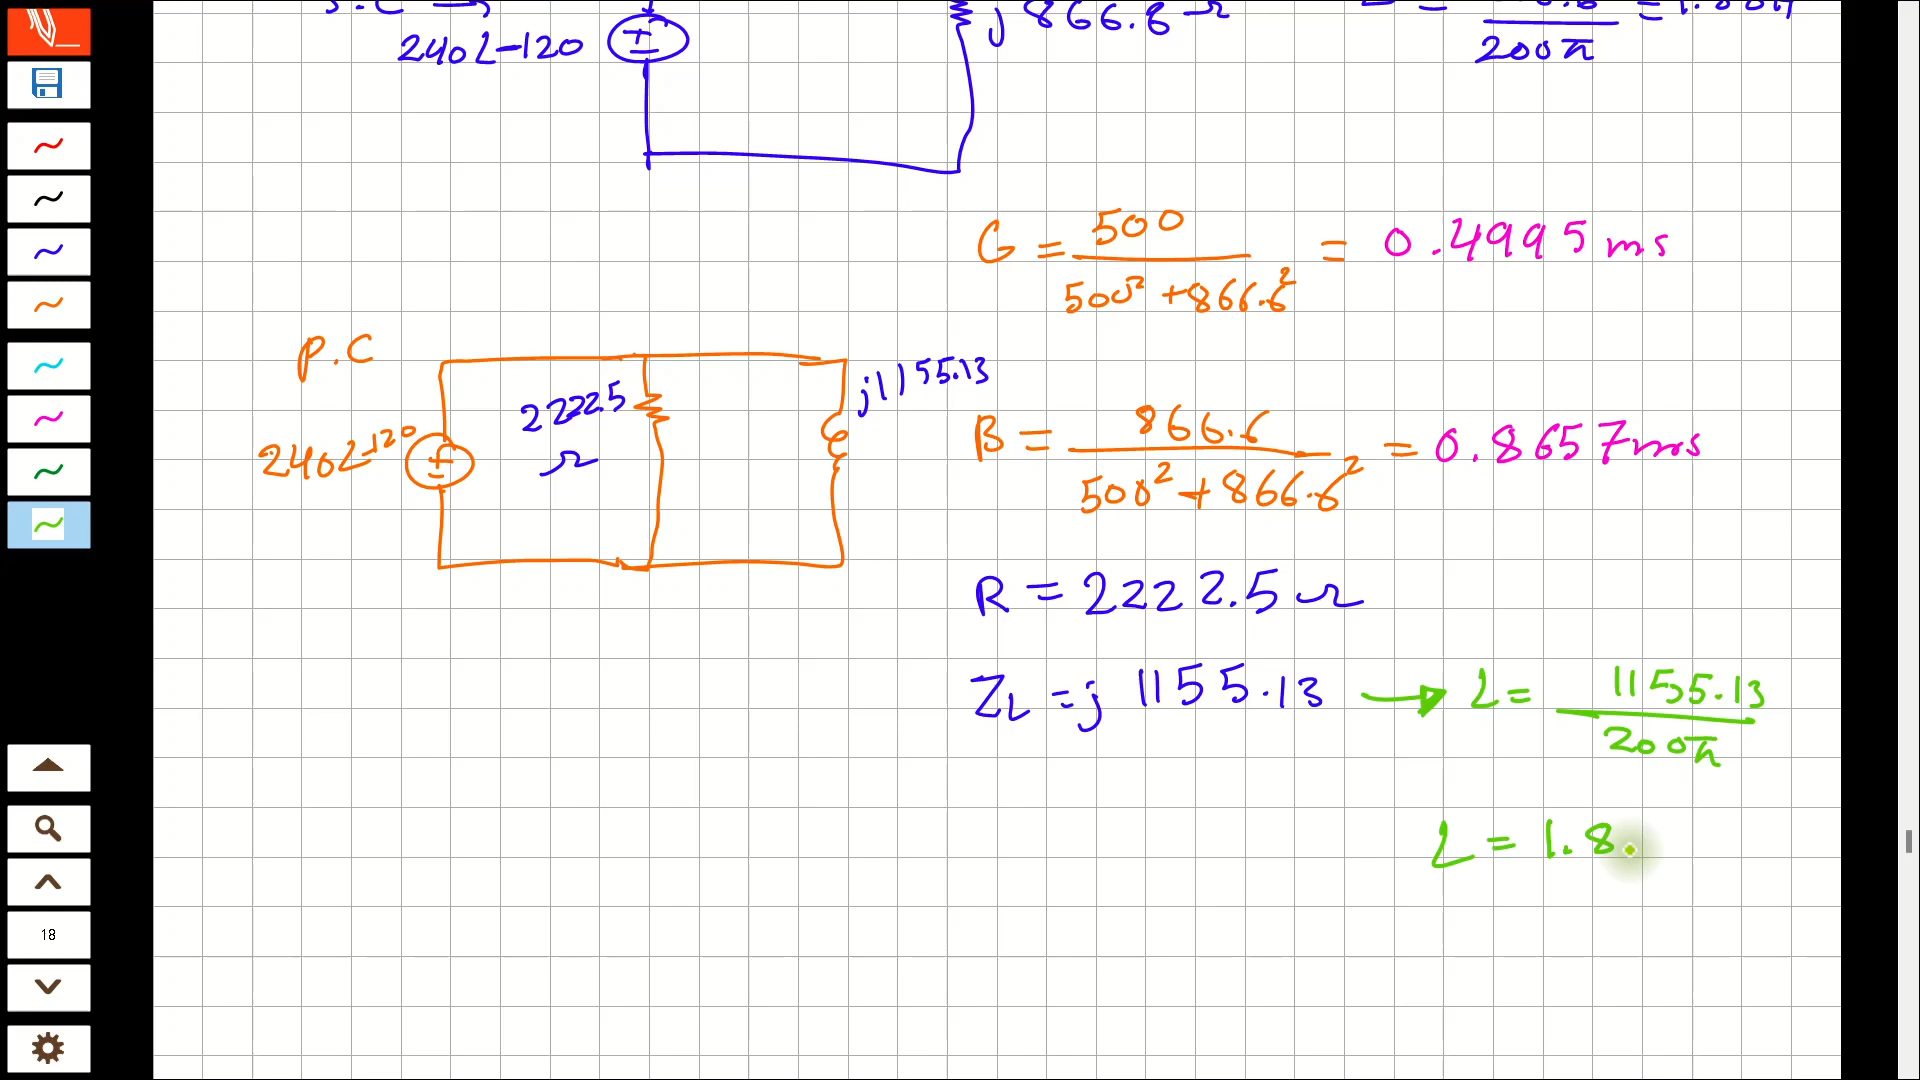 240∠-120
j 866.6 Ω
200π
G = 500 / 500² + 866.6² = 0.4995 ms
P.C
240∠-120
2222.5
Ω
j1155.13
B = 866.6 / 500² + 866.6² = 0.8657 ms
R = 2222.5 Ω
Z_L = j 1155.13 → L = 1155.13 / 200π
L = 1.8
18